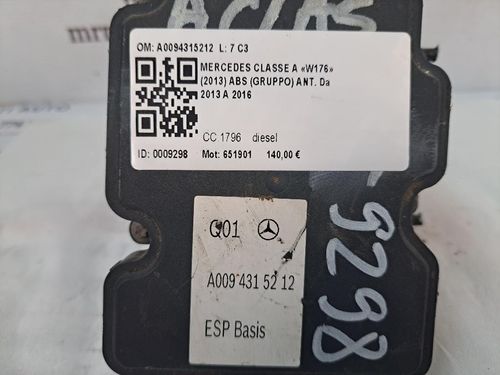 OM: A0094315212 L: 7 C3
MERCEDES CLASSE A «W176»
(2013) ABS (GRUPPO) ANT. Da
2013 A 2016
CC 1796 diesel
ID: 0009298 Mot: 651901 140,00 €
Q01
A009 431 52 12
ESP Basis
9298